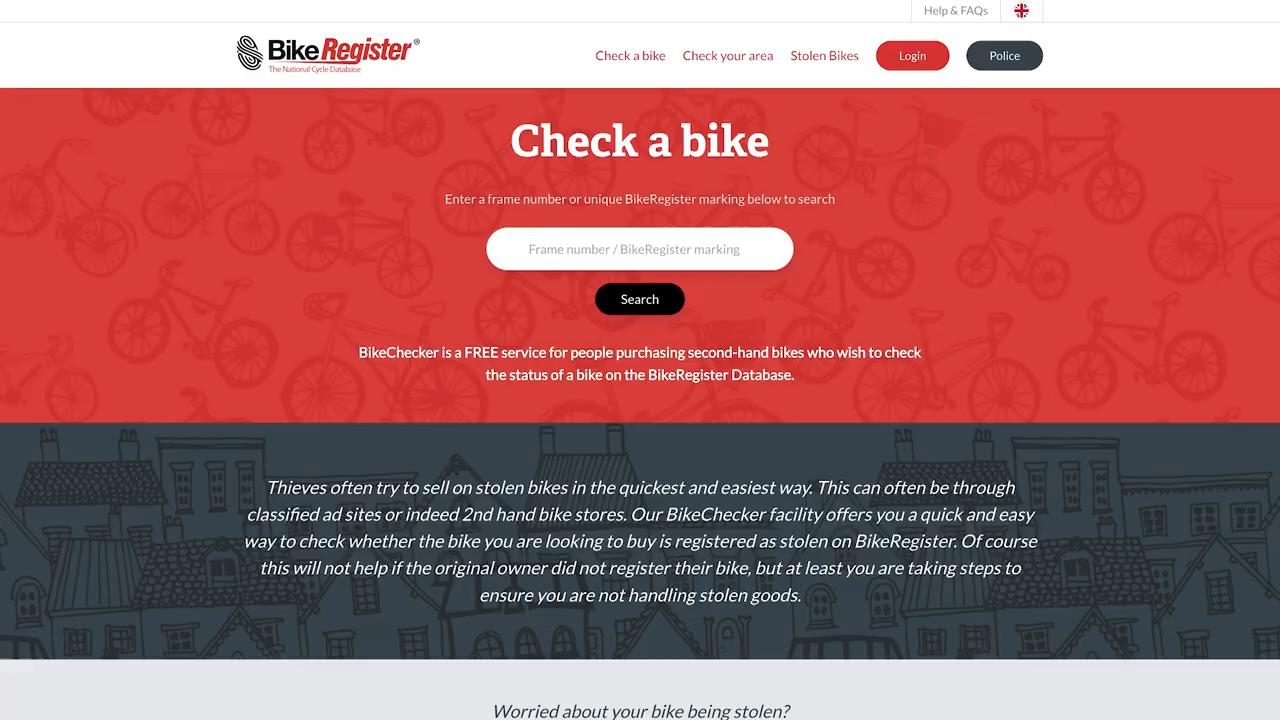 Help & FAQs
BikeRegister®
The National Cycle Database
Check a bike
Check your area
Stolen Bikes
Login
Police
Check a bike
Enter a frame number or unique BikeRegister marking below to search
Frame number / BikeRegister marking
Search
BikeChecker is a FREE service for people purchasing second-hand bikes who wish to check
the status of a bike on the BikeRegister Database.
Thieves often try to sell on stolen bikes in the quickest and easiest way. This can often be through
classified ad sites or indeed 2nd hand bike stores. Our BikeChecker facility offers you a quick and easy
way to check whether the bike you are looking to buy is registered as stolen on BikeRegister. Of course
this will not help if the original owner did not register their bike, but at least you are taking steps to
ensure you are not handling stolen goods.
Worried about your bike being stolen?